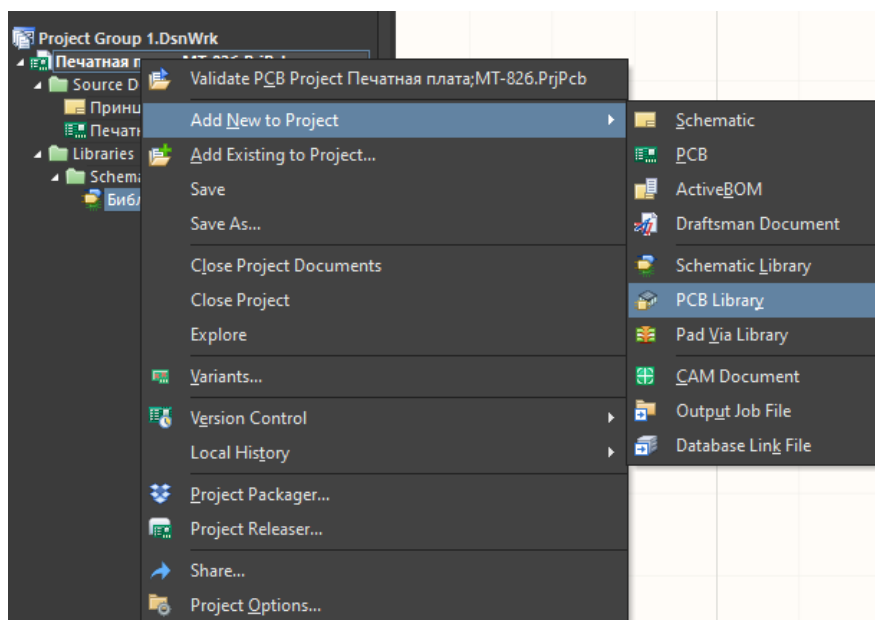 Project Group 1.DsnWrk
Печатная
Validate PCB Project Печатная плата;MT-826.PrjPcb
Source D
Принц
Печатн
Libraries
Schema
Библ
Add New to Project
Add Existing to Project...
Save
Save As...
Close Project Documents
Close Project
Explore
Variants...
Version Control
Local History
Project Packager...
Project Releaser...
Share...
Project Options...
Schematic
PCB
ActiveBOM
Draftsman Document
Schematic Library
PCB Library
Pad Via Library
CAM Document
Output Job File
Database Link File